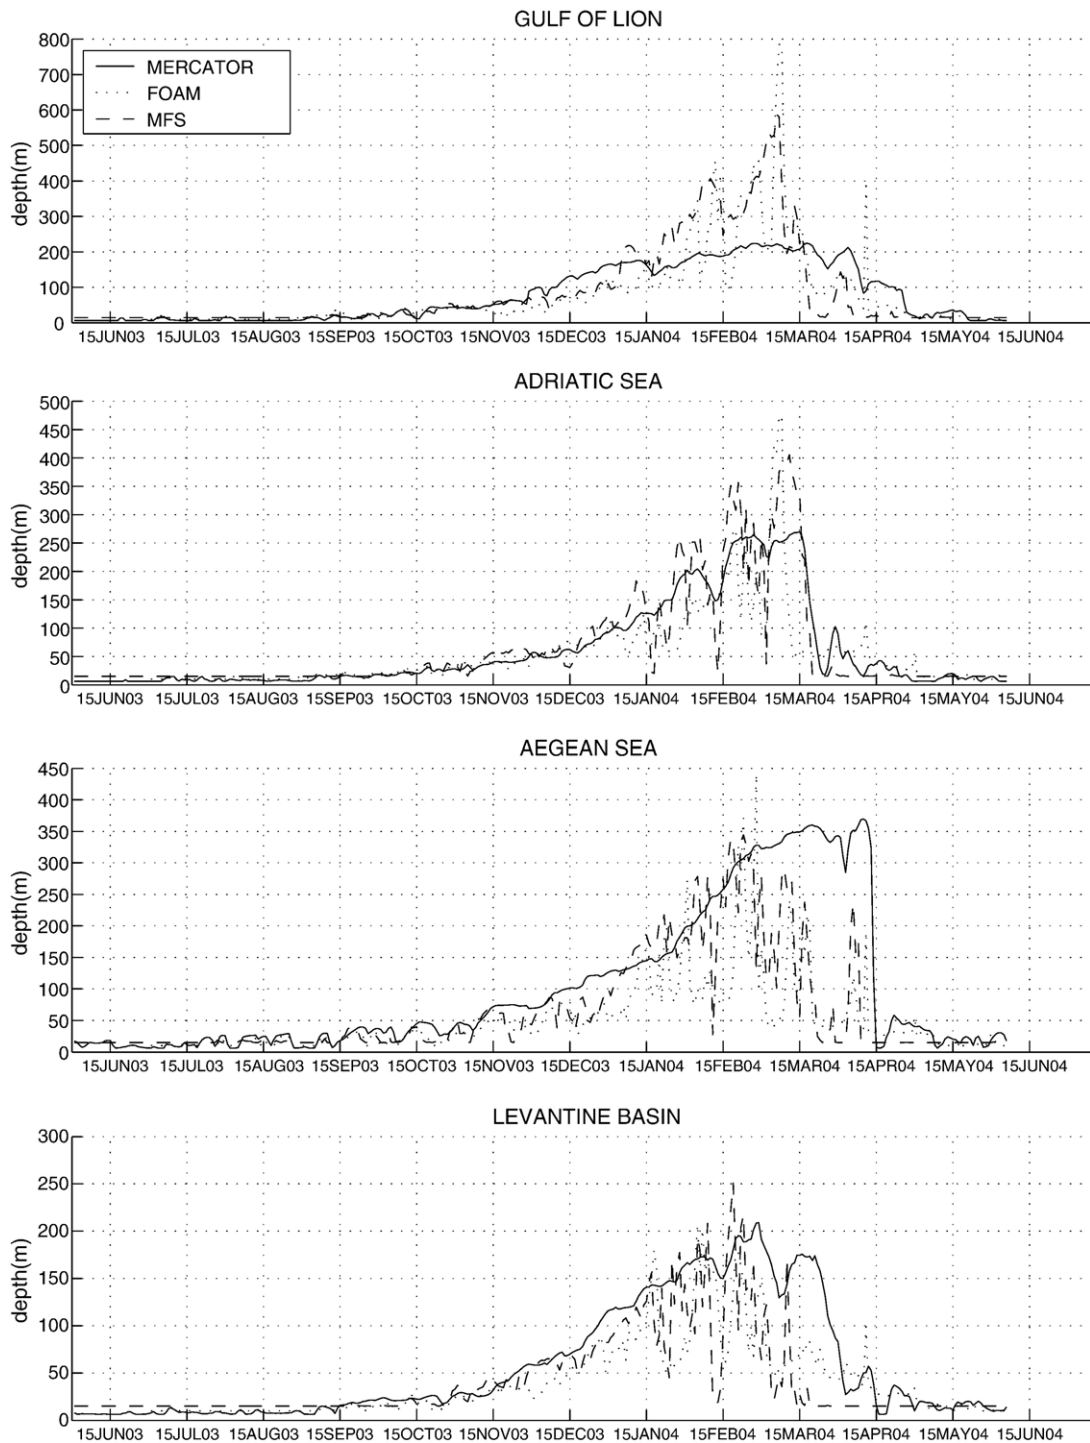 GULF OF LION
800
700
600
500
400
300
200
100
0
depth(m)
MERCATOR
FOAM
MFS
15JUN03 15JUL03 15AUG03 15SEP03 15OCT03 15NOV03 15DEC03 15JAN04 15FEB04 15MAR04 15APR04 15MAY04 15JUN04
ADRIATIC SEA
500
450
400
350
300
250
200
150
100
50
0
depth(m)
15JUN03 15JUL03 15AUG03 15SEP03 15OCT03 15NOV03 15DEC03 15JAN04 15FEB04 15MAR04 15APR04 15MAY04 15JUN04
AEGEAN SEA
450
400
350
300
250
200
150
100
50
0
depth(m)
15JUN03 15JUL03 15AUG03 15SEP03 15OCT03 15NOV03 15DEC03 15JAN04 15FEB04 15MAR04 15APR04 15MAY04 15JUN04
LEVANTINE BASIN
300
250
200
150
100
50
0
depth(m)
15JUN03 15JUL03 15AUG03 15SEP03 15OCT03 15NOV03 15DEC03 15JAN04 15FEB04 15MAR04 15APR04 15MAY04 15JUN04